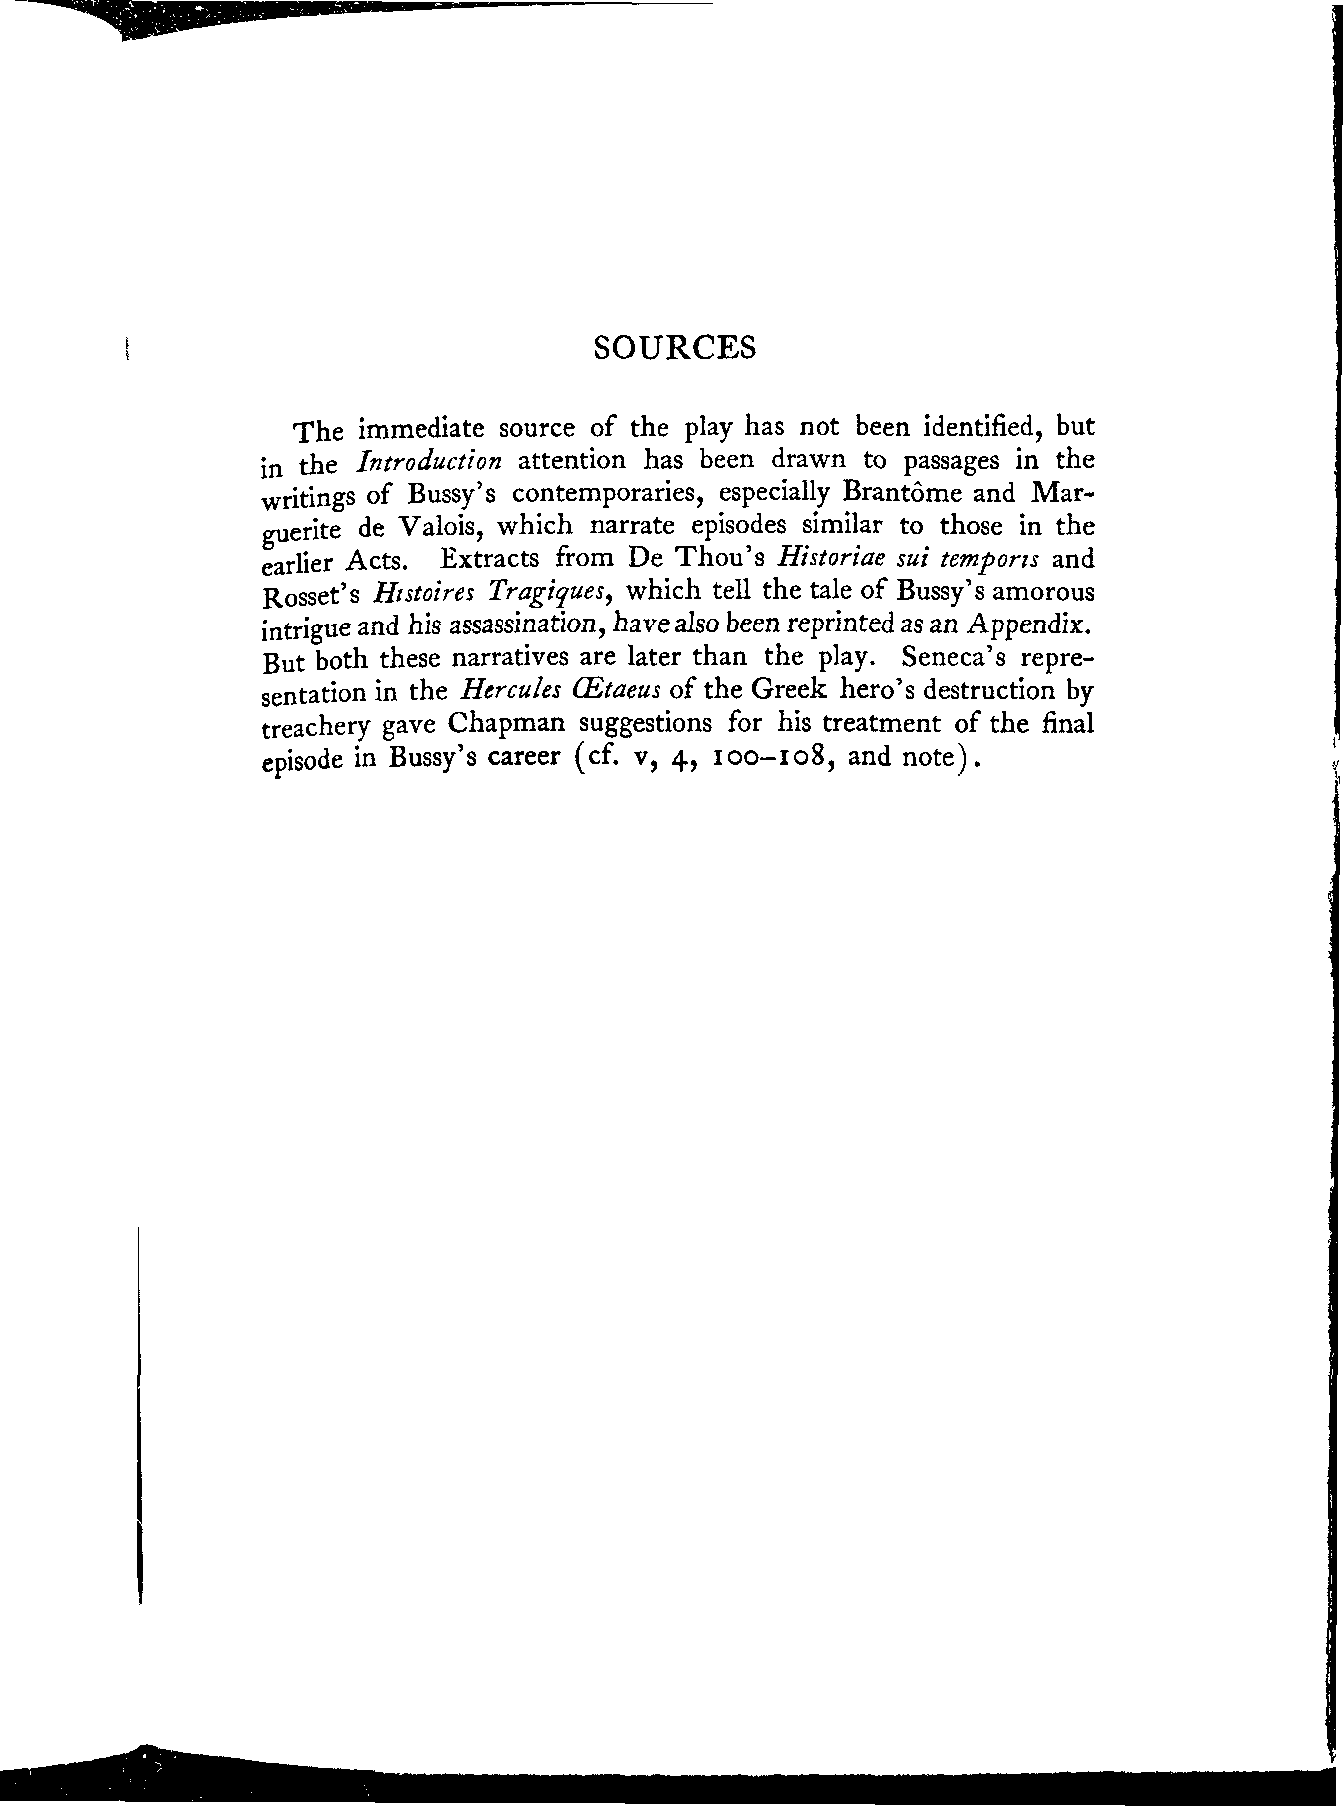 SOURCES
The immediate source of the play has not been identified, but
in the Introduction attention has been drawn to passages in the
writings of Bussy's contemporaries, especially Brantôme and Mar-
guerite de Valois, which narrate episodes similar to those in the
earlier Acts. Extracts from De Thou's Historiae sui temporis and
Rosset's Histoires Tragiques, which tell the tale of Bussy's amorous
intrigue and his assassination, have also been reprinted as an Appendix.
But both these narratives are later than the play. Seneca's repre-
sentation in the Hercules Œtaeus of the Greek hero's destruction by
treachery gave Chapman suggestions for his treatment of the final
episode in Bussy's career (cf. v, 4, 100–108, and note).